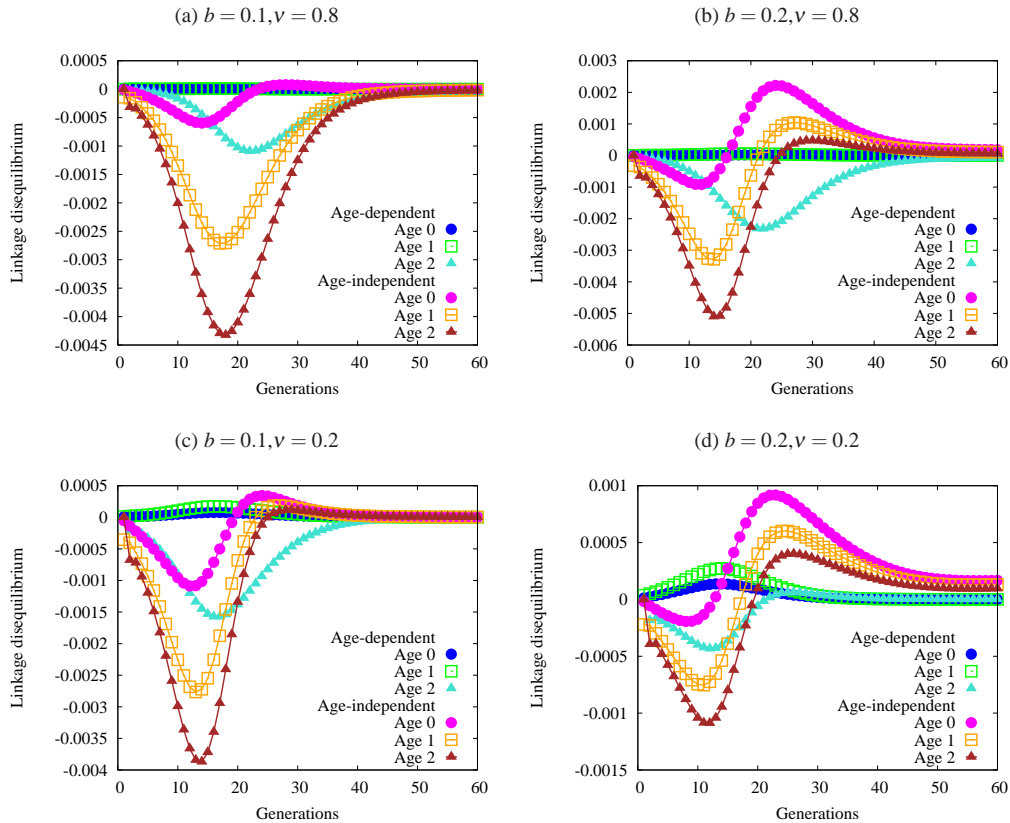 (a) b = 0.1, ν = 0.8
0.0005
0
-0.0005
-0.001
-0.0015
-0.002
-0.0025
-0.003
-0.0035
-0.004
-0.0045
Linkage disequilibrium
Age-dependent
Age 0
Age 1
Age 2
Age-independent
Age 0
Age 1
Age 2
0 10 20 30 40 50 60
Generations
(b) b = 0.2, ν = 0.8
0.003
0.002
0.001
0
-0.001
-0.002
-0.003
-0.004
-0.005
-0.006
Linkage disequilibrium
Age-dependent
Age 0
Age 1
Age 2
Age-independent
Age 0
Age 1
Age 2
0 10 20 30 40 50 60
Generations
(c) b = 0.1, ν = 0.2
0.0005
0
-0.0005
-0.001
-0.0015
-0.002
-0.0025
-0.003
-0.0035
-0.004
Linkage disequilibrium
Age-dependent
Age 0
Age 1
Age 2
Age-independent
Age 0
Age 1
Age 2
0 10 20 30 40 50 60
Generations
(d) b = 0.2, ν = 0.2
0.001
0.0005
0
-0.0005
-0.001
-0.0015
Linkage disequilibrium
Age-dependent
Age 0
Age 1
Age 2
Age-independent
Age 0
Age 1
Age 2
0 10 20 30 40 50 60
Generations